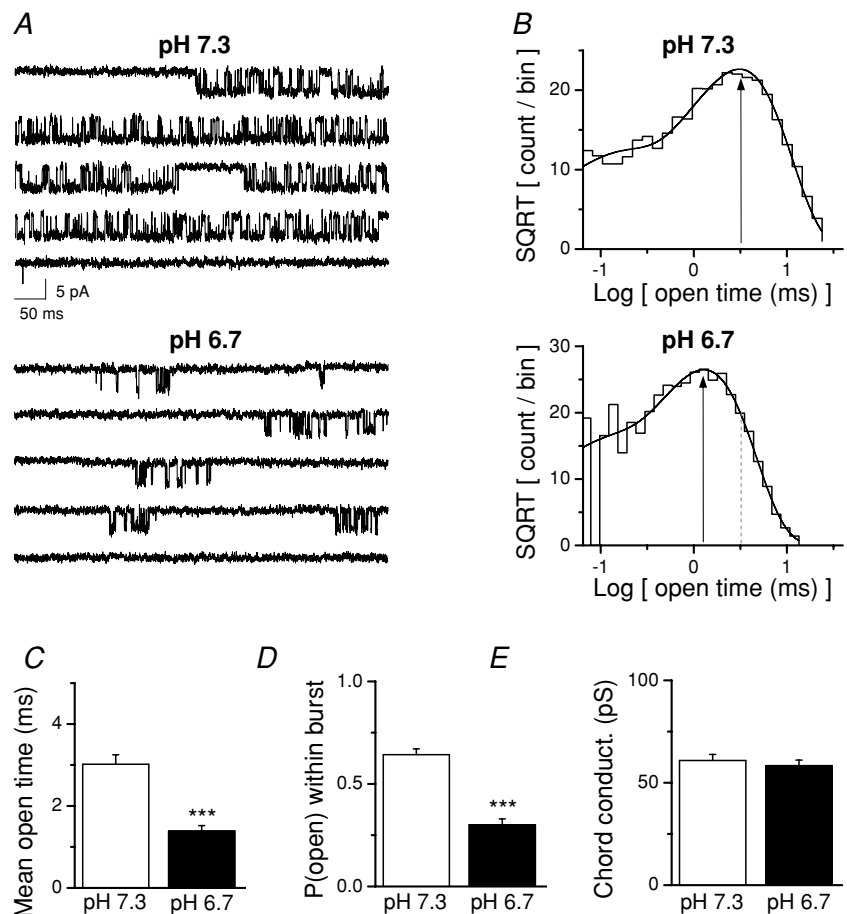 A
pH 7.3
5 pA
50 ms
pH 6.7
B
pH 7.3
SQRT [ count / bin ]
20
10
0
-1 0 1
Log [ open time (ms) ]
pH 6.7
SQRT [ count / bin ]
30
20
10
0
-1 0 1
Log [ open time (ms) ]
C
Mean open time (ms)
4
2
0
***
pH 7.3 pH 6.7
D
P(open) within burst
1.0
0.5
0.0
***
pH 7.3 pH 6.7
E
Chord conduct. (pS)
100
50
0
pH 7.3 pH 6.7